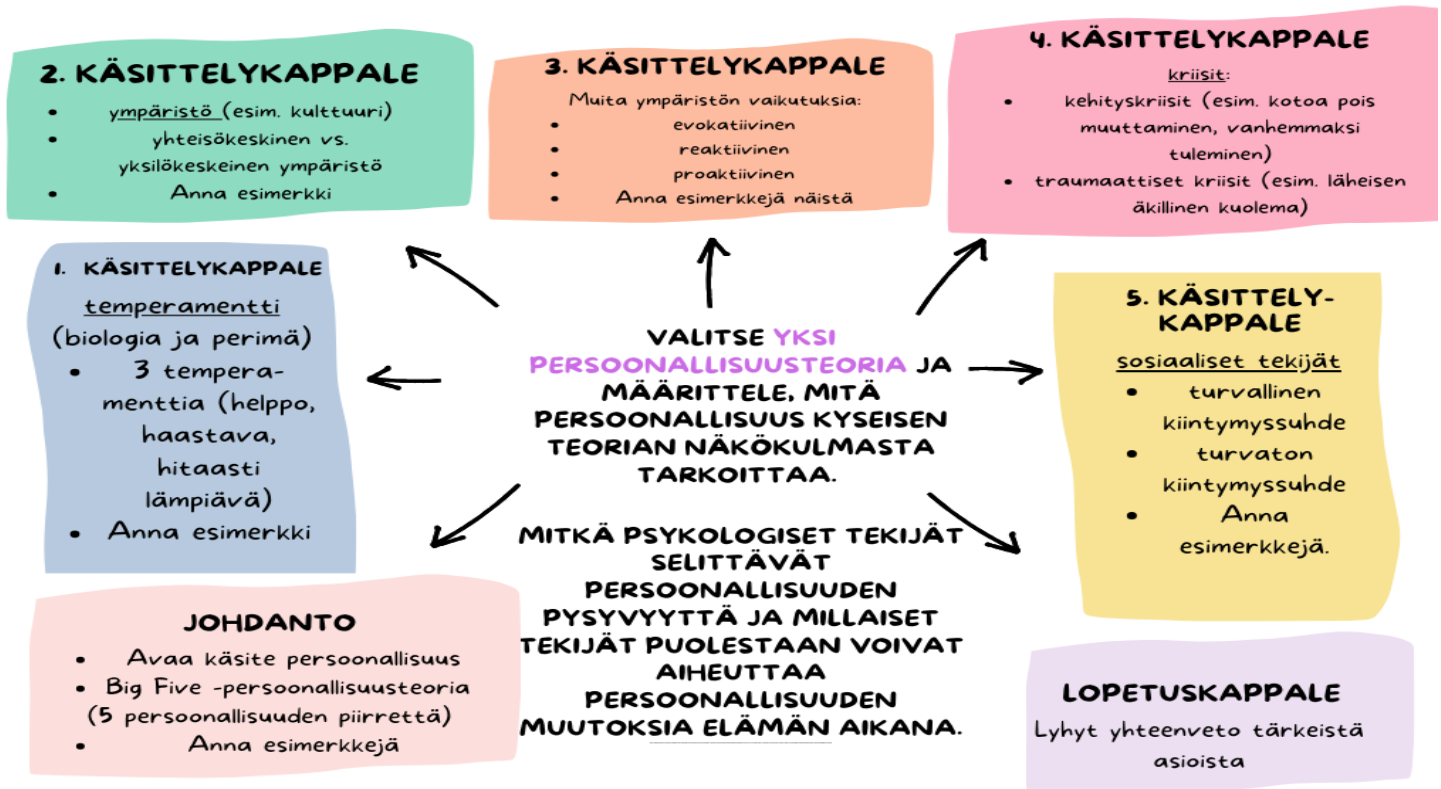 2. KÄSITTELYKAPPALE
• ympäristö (esim. kulttuuri)
• yhteisökeskinen vs.
yksilökeskeinen ympäristö
• Anna esimerkki
3. KÄSITTELYKAPPALE
Muita ympäristön vaikutuksia:
• evokatiivinen
• reaktiivinen
• proaktiivinen
• Anna esimerkkejä näistä
4. KÄSITTELYKAPPALE
kriisit:
• kehityskriisit (esim. kotoa pois
muuttaminen, vanhemmaksi
tuleminen)
• traumaattiset kriisit (esim. läheisen
äkillinen kuolema)
1. KÄSITTELYKAPPALE
temperamentti
(biologia ja perimä)
• 3 tempera-
menttia (helppo,
haastava,
hitaasti
lämpiävä)
• Anna esimerkki
VALITSE YKSI
PERSOONALLISUUSTEORIA JA
MÄÄRITTELE, MITÄ
PERSOONALLISUUS KYSEISEN
TEORIAN NÄKÖKULMASTA
TARKOITTAA.
MITKÄ PSYKOLOGISET TEKIJÄT
SELITTÄVÄT
PERSOONALLISUUDEN
PYSYVYYTTÄ JA MILLAISET
TEKIJÄT PUOLESTAAN VOIVAT
AIHEUTTAA
PERSOONALLISUUDEN
MUUTOKSIA ELÄMÄN AIKANA.
5. KÄSITTELY-
KAPPALE
sosiaaliset tekijät
• turvallinen
kiintymyssuhde
• turvaton
kiintymyssuhde
• Anna
esimerkkejä.
JOHDANTO
• Avaa käsite persoonallisuus
• Big Five -persoonallisuusteoria
(5 persoonallisuuden piirrettä)
• Anna esimerkkejä
LOPETUSKAPPALE
Lyhyt yhteenveto tärkeistä
asioista